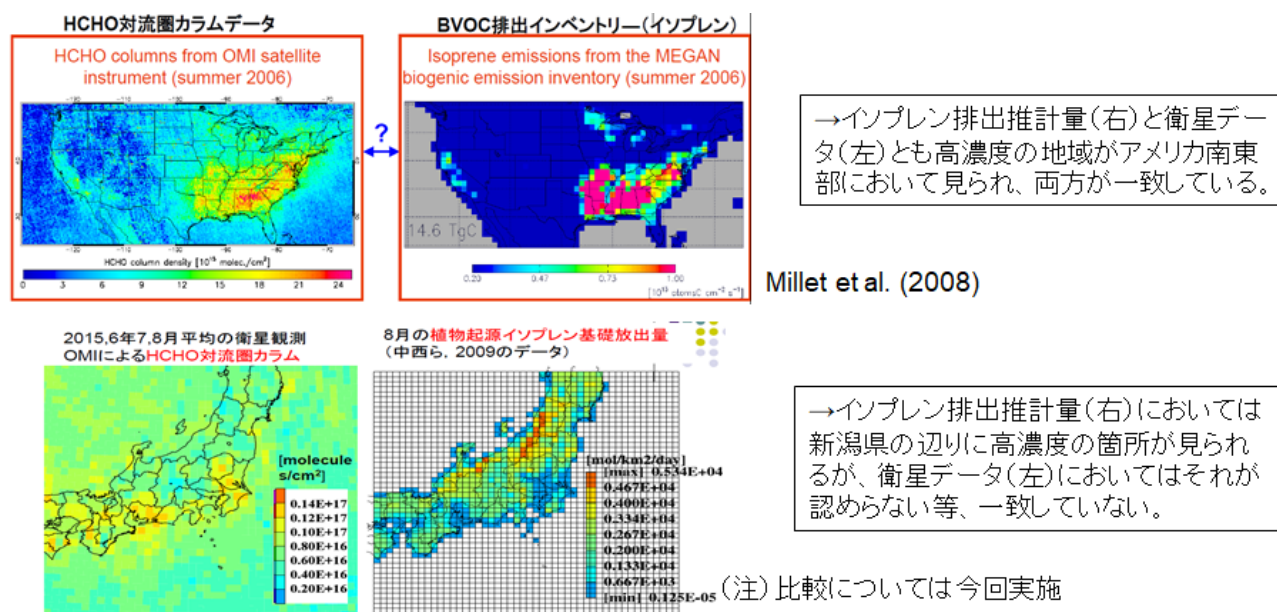 HCHO対流圏カラムデータ
BVOC排出インベントリー(イソプレン)
HCHO columns from OMI satellite
instrument (summer 2006)
Isoprene emissions from the MEGAN
biogenic emission inventory (summer 2006)
-120 -110 -100 -90 -80 -70
?
14.6 TgC
-120 -110 -100 -90 -80 -70
HCHO column density [10¹⁵ molec./cm²]
0 3 6 9 12 15 18 21 24
0.20 0.47 0.73 1.00
[10¹³ atomsC cm⁻² s⁻¹]
→イソプレン排出推計量(右)と衛星デー
タ(左)とも高濃度の地域がアメリカ南東
部において見られ、両方が一致している。
Millet et al. (2008)
2015,6年7,8月平均の衛星観測
OMIによるHCHO対流圏カラム
8月の植物起源イソプレン基礎放出量
(中西ら, 2009のデータ)
[molecule
s/cm²]
0.14E+17
0.12E+17
0.10E+17
0.80E+16
0.60E+16
0.40E+16
0.20E+16
[mol/km2/day]
[max] 0.534E+04
0.467E+04
0.400E+04
0.334E+04
0.267E+04
0.200E+04
0.133E+04
0.667E+03
[min] 0.125E-05
→イソプレン排出推計量(右)においては
新潟県の辺りに高濃度の箇所が見られ
るが、衛星データ(左)においてはそれが
認めらない等、一致していない。
(注)比較については今回実施